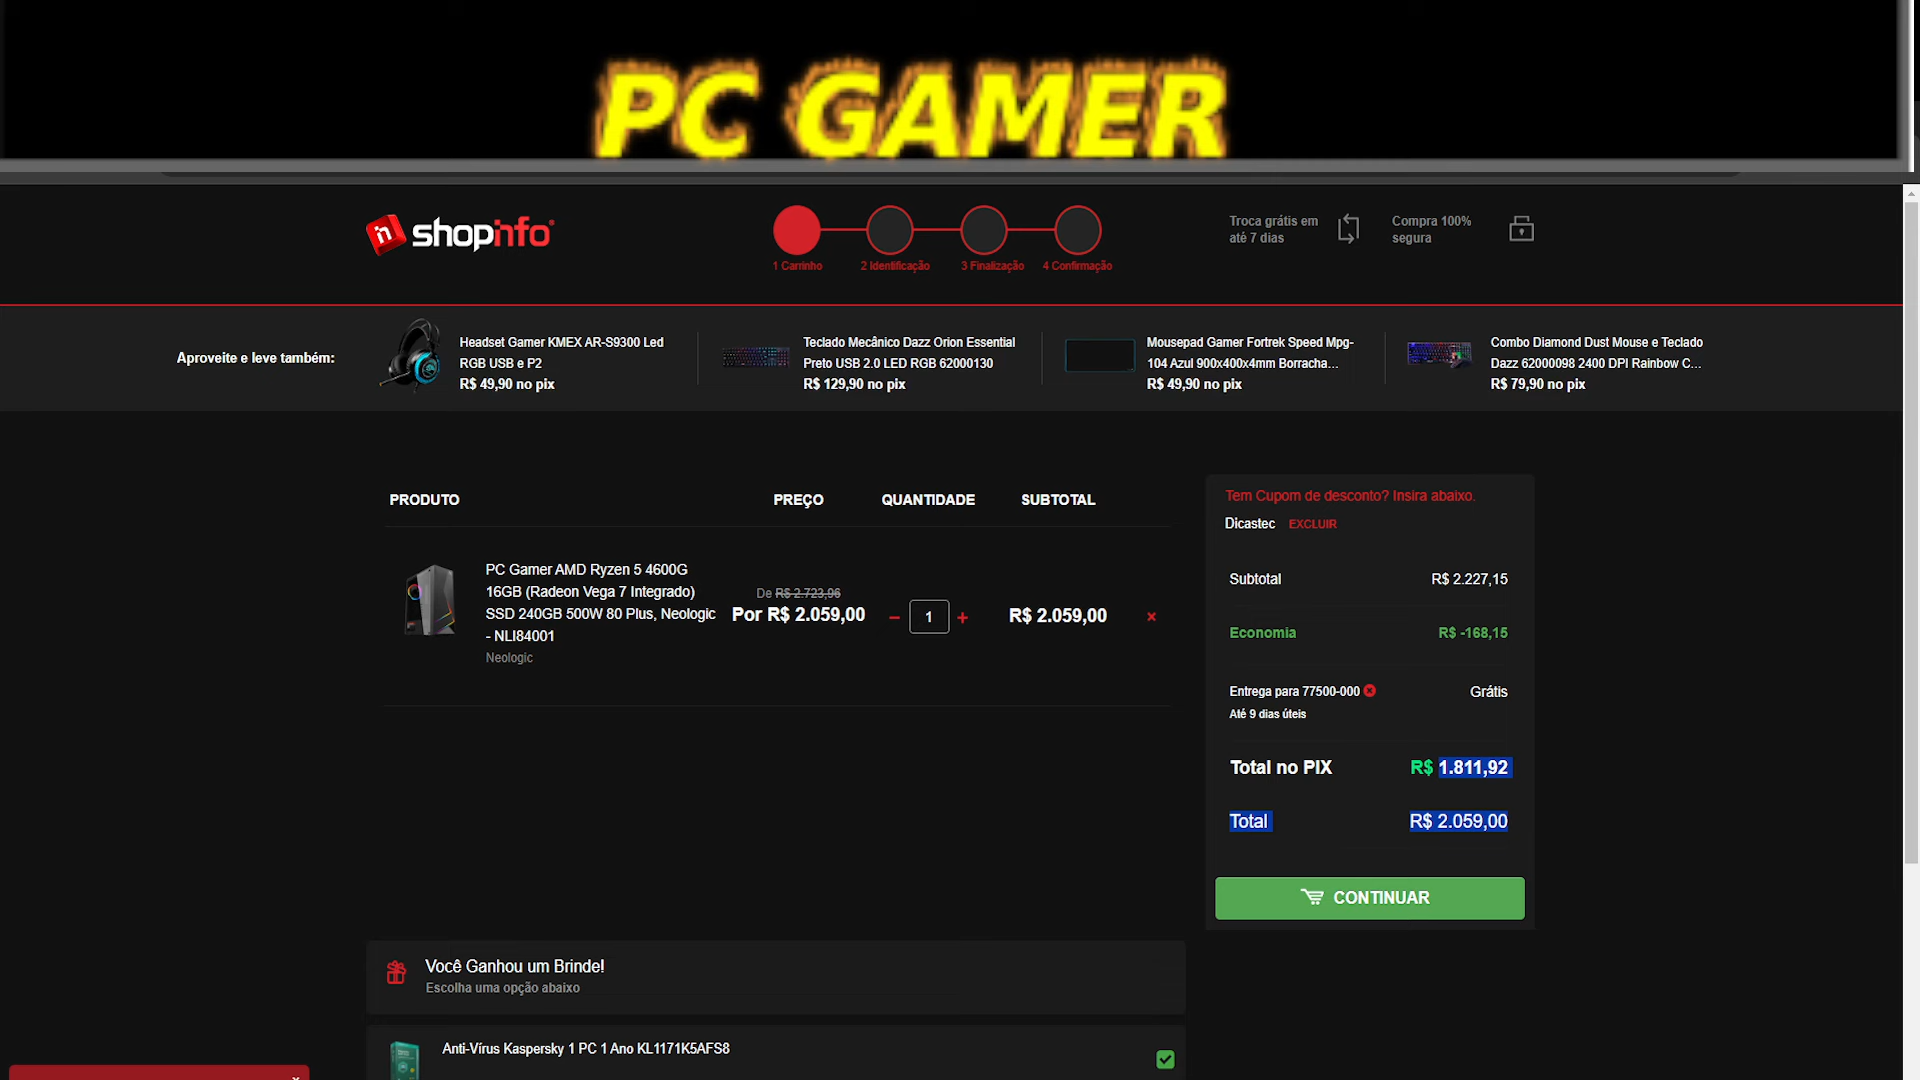 PC GAMER
shopinfo
1 Carrinho
2 Identificação
3 Finalização
4 Confirmação
Troca grátis em
até 7 dias
Compra 100%
segura
Aproveite e leve também:
Headset Gamer KMEX AR-S9300 Led
RGB USB e P2
R$ 49,90 no pix
Teclado Mecânico Dazz Orion Essential
Preto USB 2.0 LED RGB 62000130
R$ 129,90 no pix
Mousepad Gamer Fortrek Speed Mpg-
104 Azul 900x400x4mm Borracha...
R$ 49,90 no pix
Combo Diamond Dust Mouse e Teclado
Dazz 62000098 2400 DPI Rainbow C...
R$ 79,90 no pix
PRODUTO
PREÇO
QUANTIDADE
SUBTOTAL
PC Gamer AMD Ryzen 5 4600G
16GB (Radeon Vega 7 Integrado)
SSD 240GB 500W 80 Plus, Neologic
- NLI84001
Neologic
De R$ 2.723,96
Por R$ 2.059,00
1
R$ 2.059,00
Tem Cupom de desconto? Insira abaixo.
Dicastec EXCLUIR
Subtotal R$ 2.227,15
Economia R$ -168,15
Entrega para 77500-000 Grátis
Até 9 dias úteis
Total no PIX R$ 1.811,92
Total R$ 2.059,00
CONTINUAR
Você Ganhou um Brinde!
Escolha uma opção abaixo
Anti-Vírus Kaspersky 1 PC 1 Ano KL1171K5AFS8